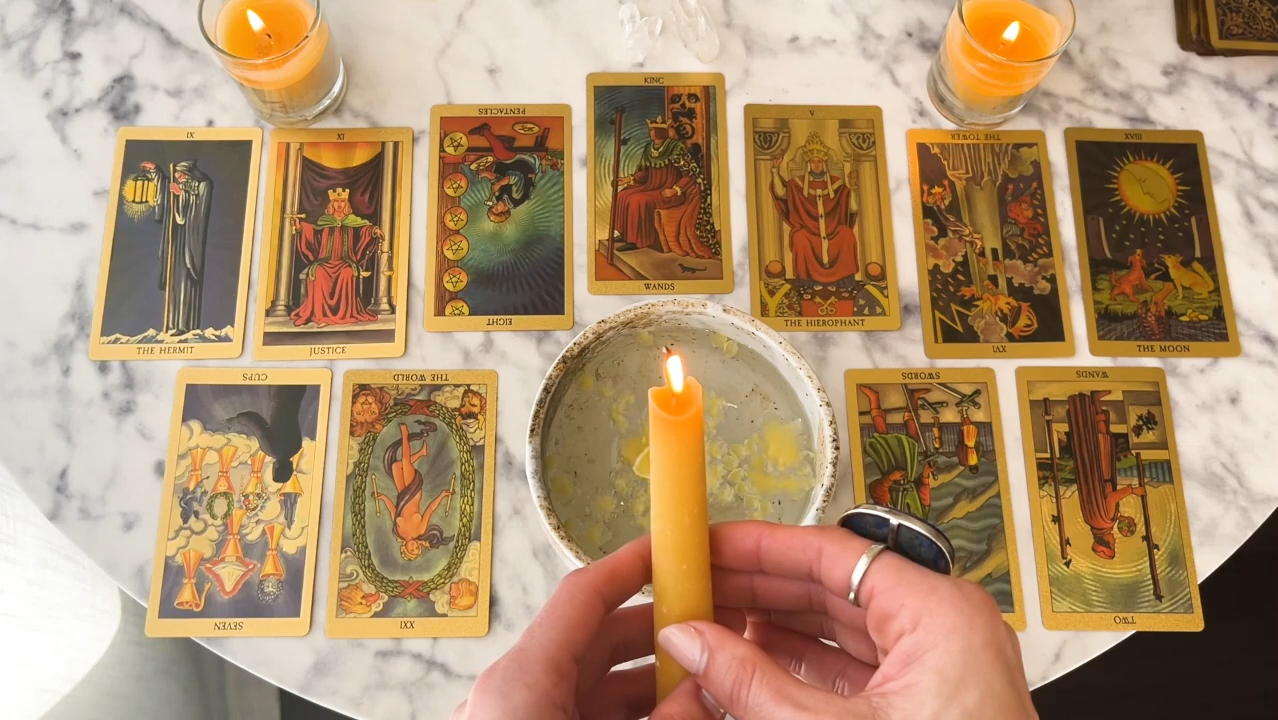 IX
THE HERMIT
XI
JUSTICE
PENTACLES
EIGHT
KING
WANDS
V
THE HIEROPHANT
THE TOWER
XVI
XVIII
THE MOON
CUPS
SEVEN
THE WORLD
XXI
SWORDS
WANDS
TWO